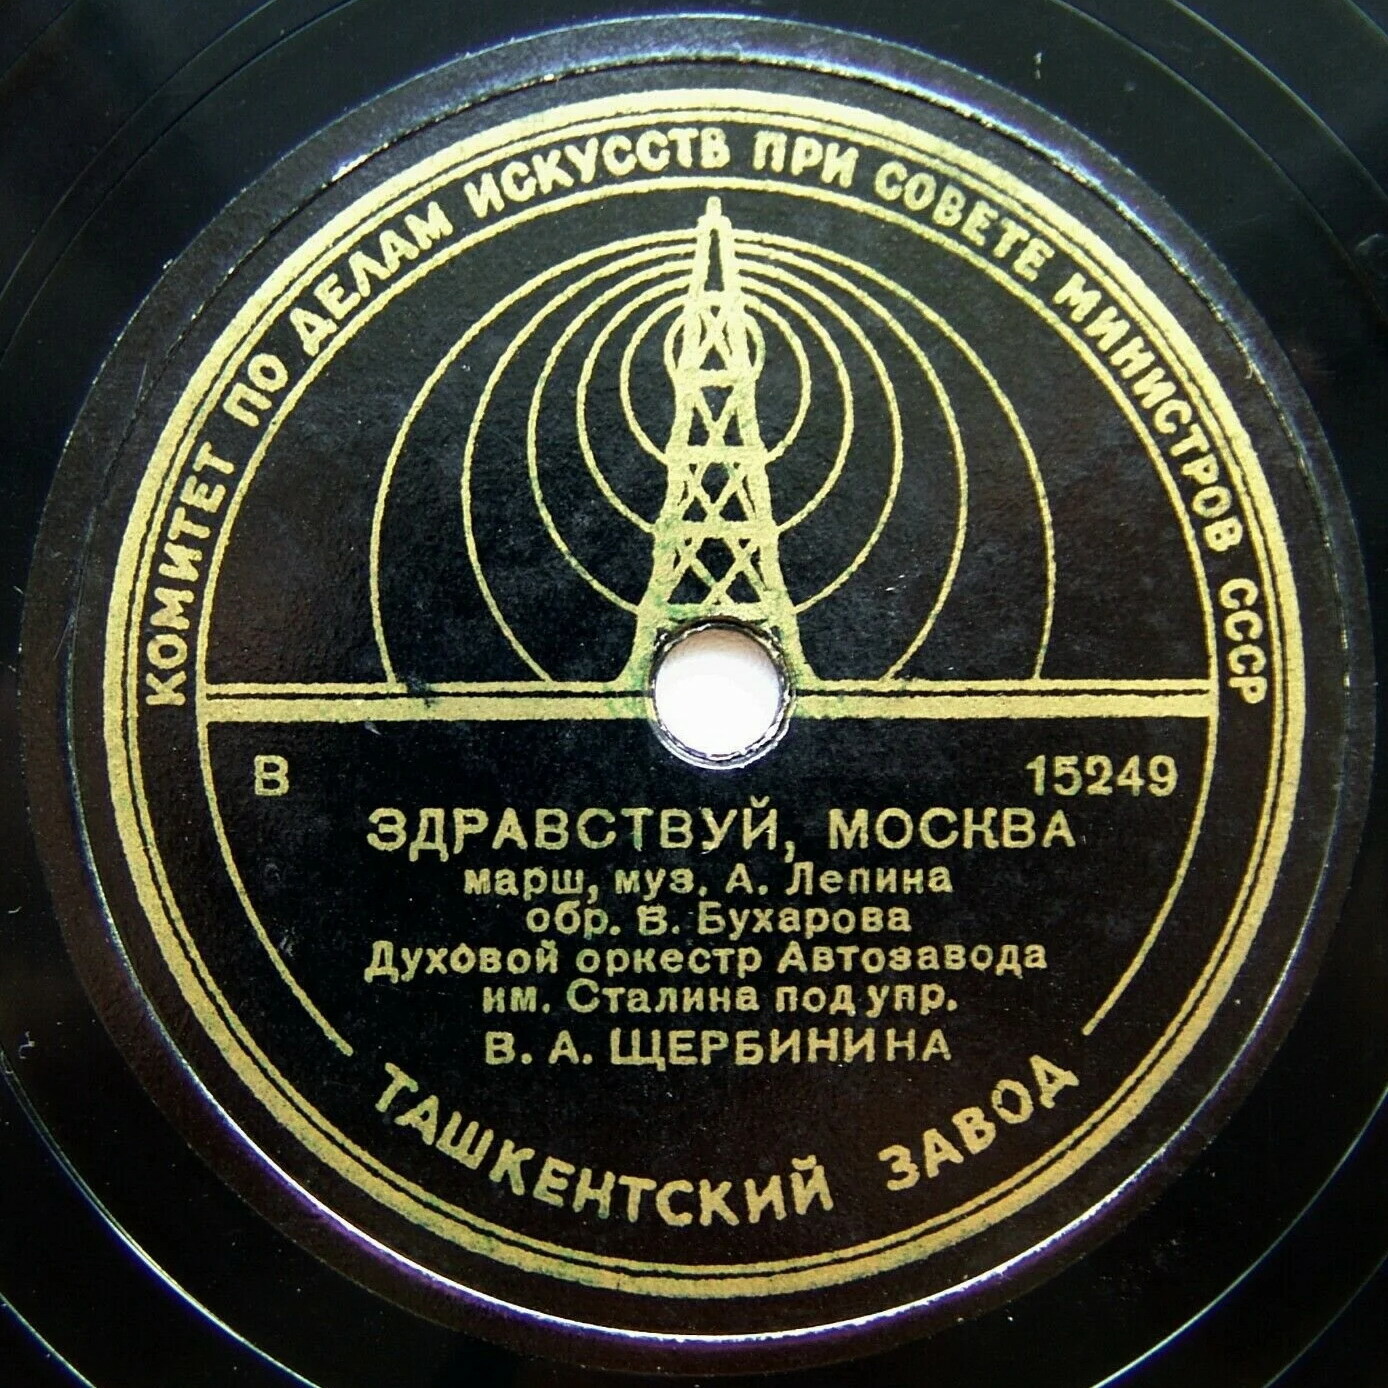 КОМИТЕТ ПО ДЕЛАМ ИСКУССТВ ПРИ СОВЕТЕ МИНИСТРОВ СССР
В 15249
ЗДРАВСТВУЙ, МОСКВА
марш, муз. А. Лепина
обр. В. Бухарова
Духовой оркестр Автозавода
им. Сталина под упр.
В. А. ЩЕРБИНИНА
ТАШКЕНТСКИЙ ЗАВОД